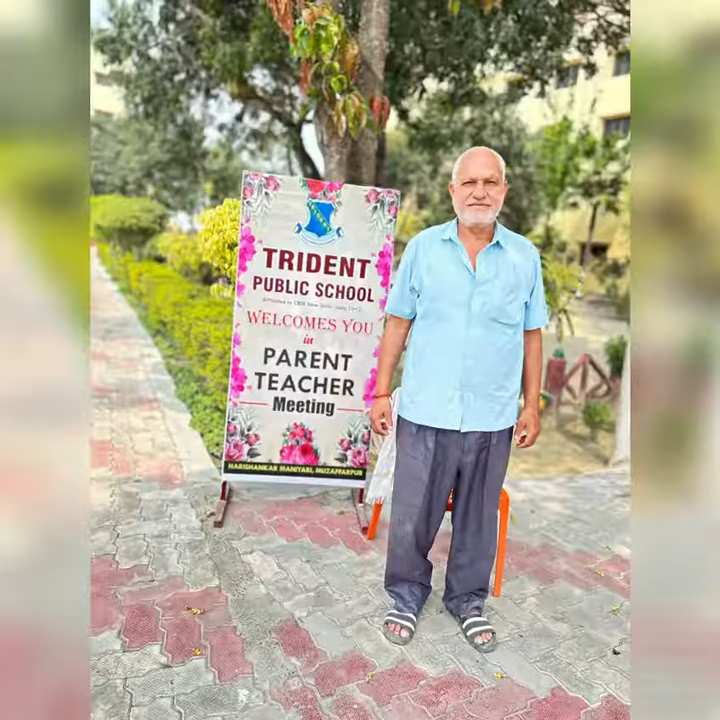 TRIDENT
PUBLIC SCHOOL
WELCOMES YOU
in
PARENT
TEACHER
Meeting
HARISHANKAR MANIYARI, MUZAFFARPUR